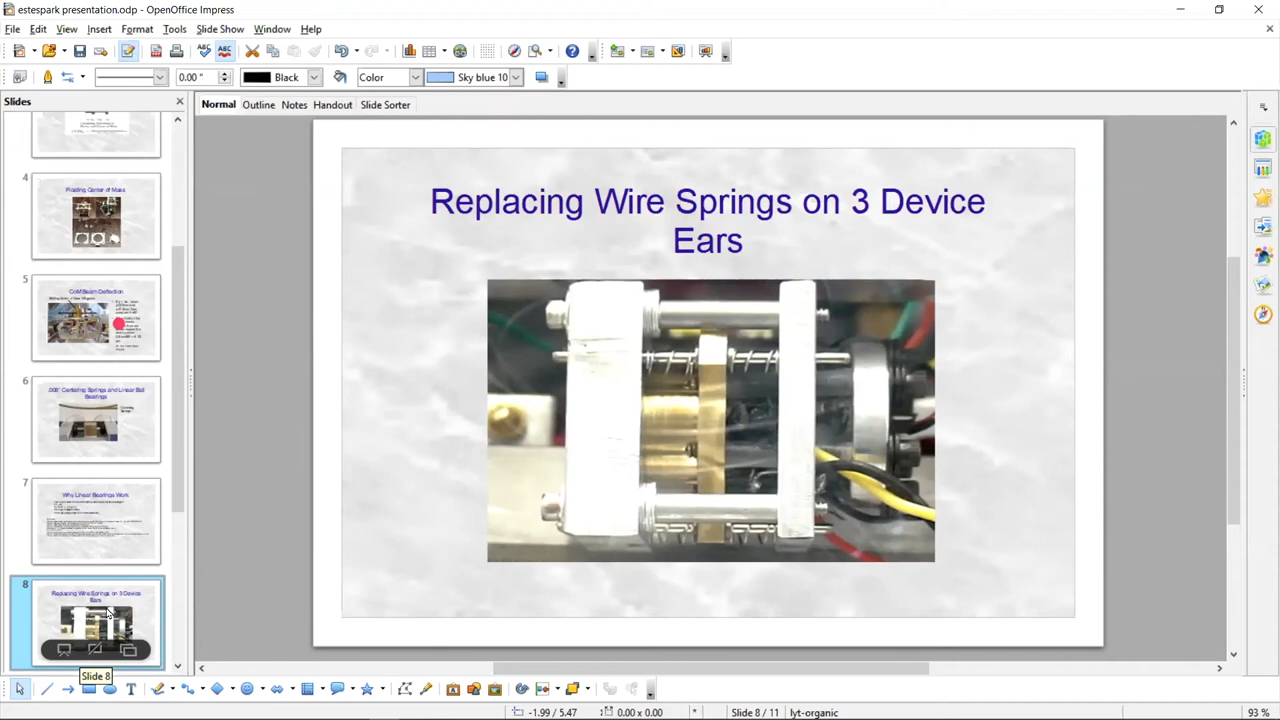 estespark presentation.odp - OpenOffice Impress
File Edit View Insert Format Tools Slide Show Window Help
0.00 " Black Color Sky blue 10
Slides
Normal Outline Notes Handout Slide Sorter
4
Floating Center of Mass
5
CoM Beam Deflection
6
.008" Centering Springs and Linear Ball
Bearings
Centering
Springs
7
Why Linear Bearings Work
8
Replacing Wire Springs on 3 Device
Ears
Slide 8
Replacing Wire Springs on 3 Device
Ears
-1.99 / 5.47 0.00 x 0.00 * Slide 8 / 11 lyt-organic 93 %